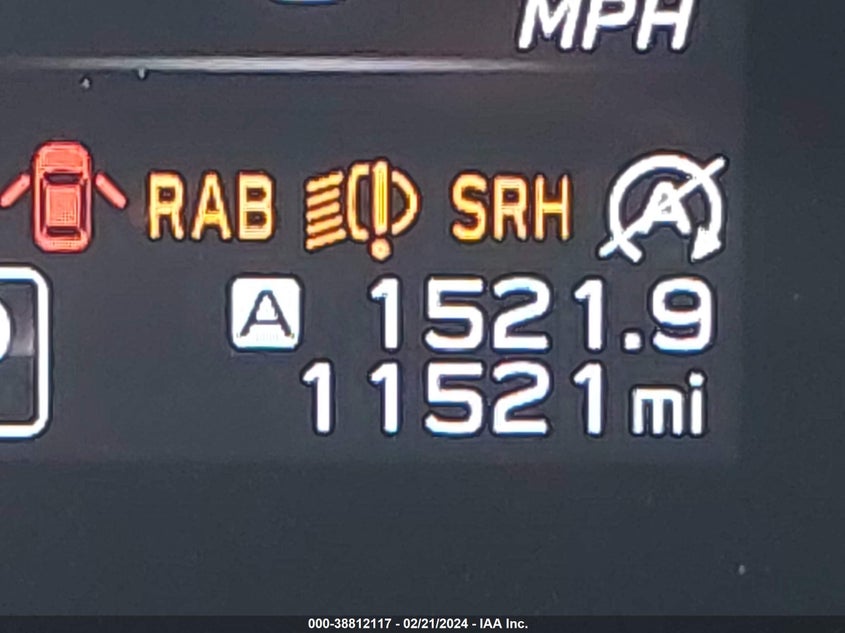 MPH
RAB SRH
A 1521.9
11521 mi
000-38812117 - 02/21/2024 - IAA Inc.